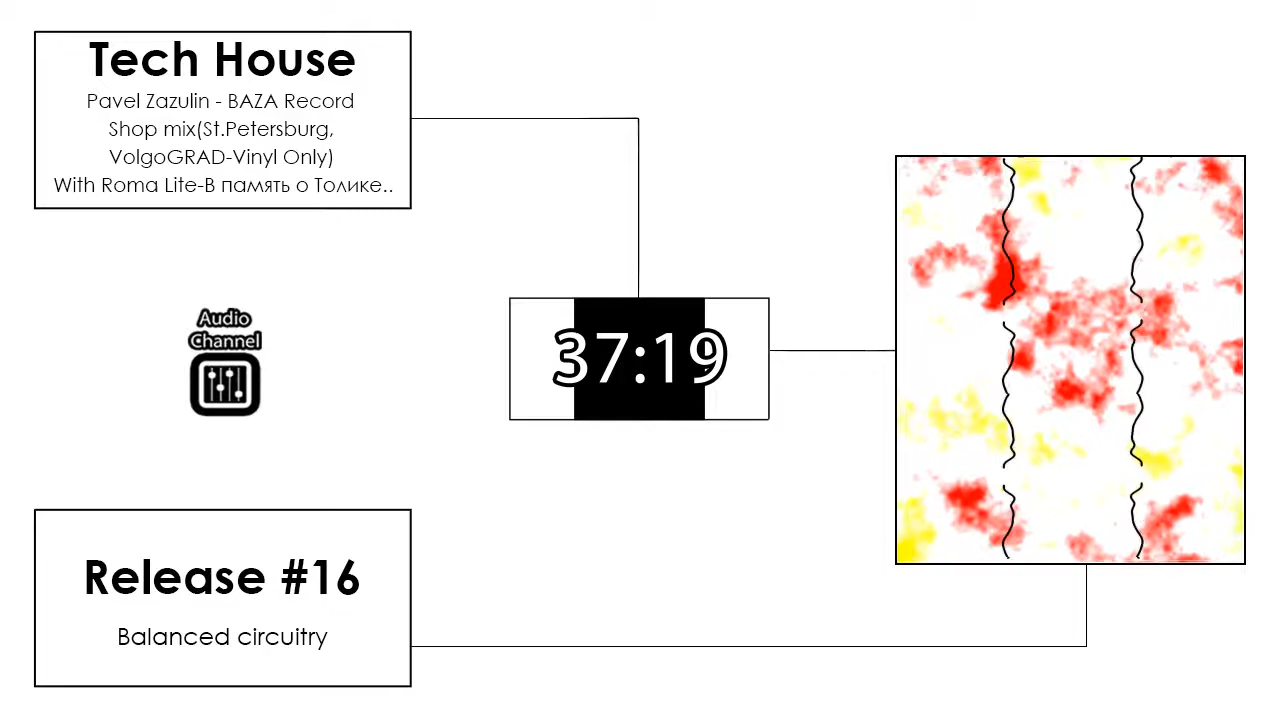 Tech House
Pavel Zazulin - BAZA Record
Shop mix(St.Petersburg,
VolgoGRAD-Vinyl Only)
With Roma Lite-B память о Толике..
Audio
Channel
37:19
Release #16
Balanced circuitry